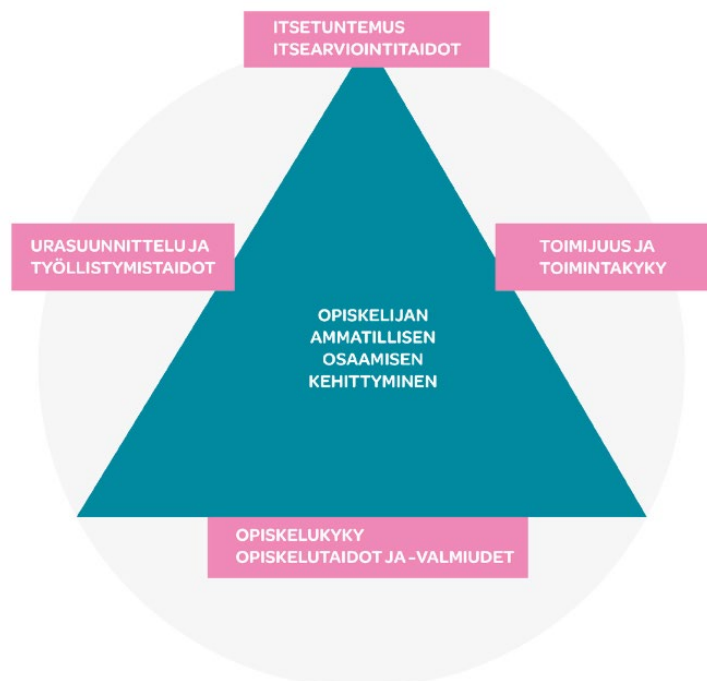 ITSETUNTEMUS
ITSEARVIOINTITAIDOT
URASUUNNITTELU JA
TYÖLLISTYMISTAIDOT
TOIMIJUUS JA
TOIMINTAKYKY
OPISKELIJAN
AMMATILLISEN
OSAAMISEN
KEHITTYMINEN
OPISKELUKYKY
OPISKELUTAIDOT JA -VALMIUDET